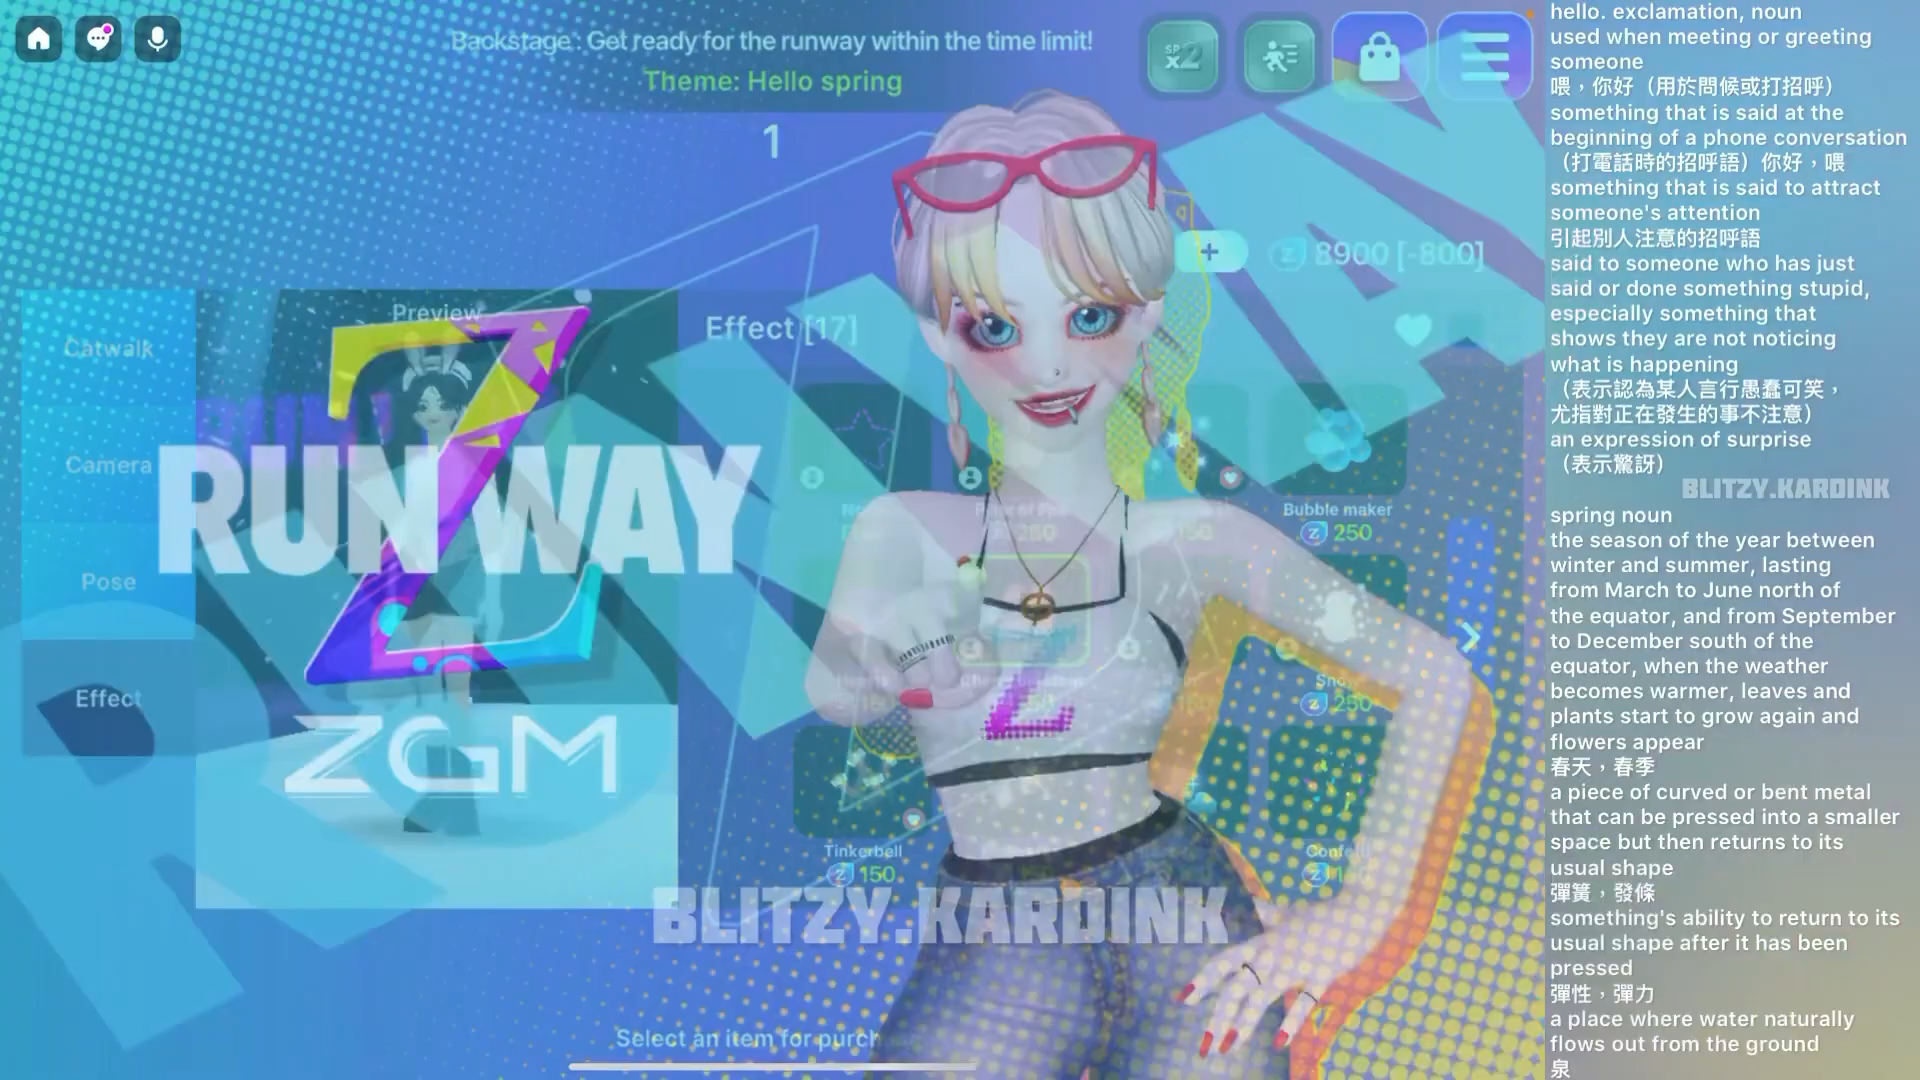 Backstage : Get ready for the runway within the time limit!
Theme: Hello spring
1
SP x2
8900 [-800]
Preview
Effect [17]
Catwalk
Camera
Pose
Effect
RUNWAY
Z
ZGM
RUNWAY
250
150
Bubble maker
250
Snow
250
Tinkerbell
150
Confetti
BLITZY.KARDINK
Select an item for purch
hello. exclamation, noun
used when meeting or greeting
someone
喂，你好（用於問候或打招呼）
something that is said at the
beginning of a phone conversation
（打電話時的招呼語）你好，喂
something that is said to attract
someone's attention
引起別人注意的招呼語
said to someone who has just
said or done something stupid,
especially something that
shows they are not noticing
what is happening
（表示認為某人言行愚蠢可笑，
尤指對正在發生的事不注意）
an expression of surprise
（表示驚訝）
BLITZY.KARDINK
spring noun
the season of the year between
winter and summer, lasting
from March to June north of
the equator, and from September
to December south of the
equator, when the weather
becomes warmer, leaves and
plants start to grow again and
flowers appear
春天，春季
a piece of curved or bent metal
that can be pressed into a smaller
space but then returns to its
usual shape
彈簧，發條
something's ability to return to its
usual shape after it has been
pressed
彈性，彈力
a place where water naturally
flows out from the ground
泉